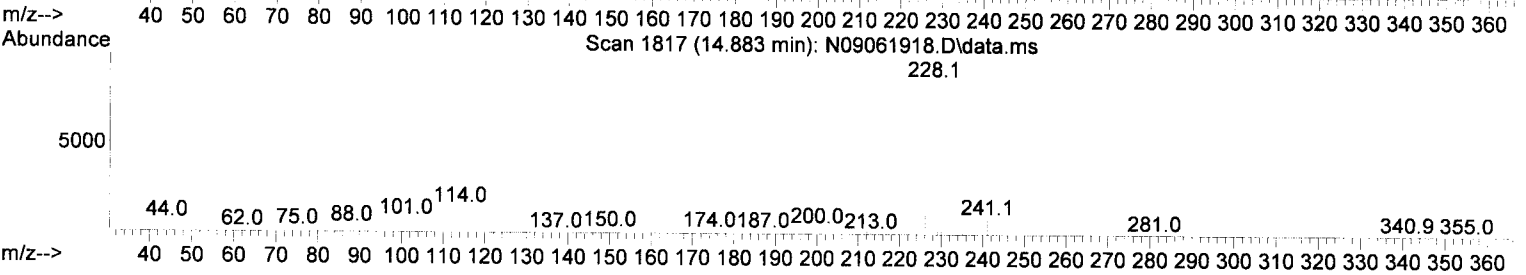 m/z--> 40 50 60 70 80 90 100 110 120 130 140 150 160 170 180 190 200 210 220 230 240 250 260 270 280 290 300 310 320 330 340 350 360
Abundance Scan 1817 (14.883 min): N09061918.D\data.ms
228.1
5000
44.0 62.0 75.0 88.0 101.0 114.0 137.0 150.0 174.0 187.0 200.0 213.0 241.1 281.0 340.9 355.0
m/z--> 40 50 60 70 80 90 100 110 120 130 140 150 160 170 180 190 200 210 220 230 240 250 260 270 280 290 300 310 320 330 340 350 360